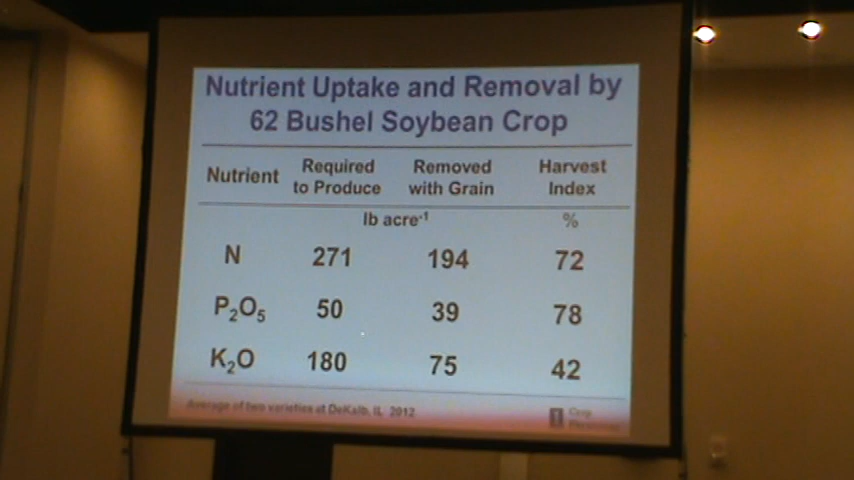 Nutrient Uptake and Removal by
62 Bushel Soybean Crop
Nutrient Required to Produce Removed with Grain Harvest Index
lb acre⁻¹ %
N 271 194 72
P₂O₅ 50 39 78
K₂O 180 75 42
Average of two varieties at DeKalb, IL 2012
Crop